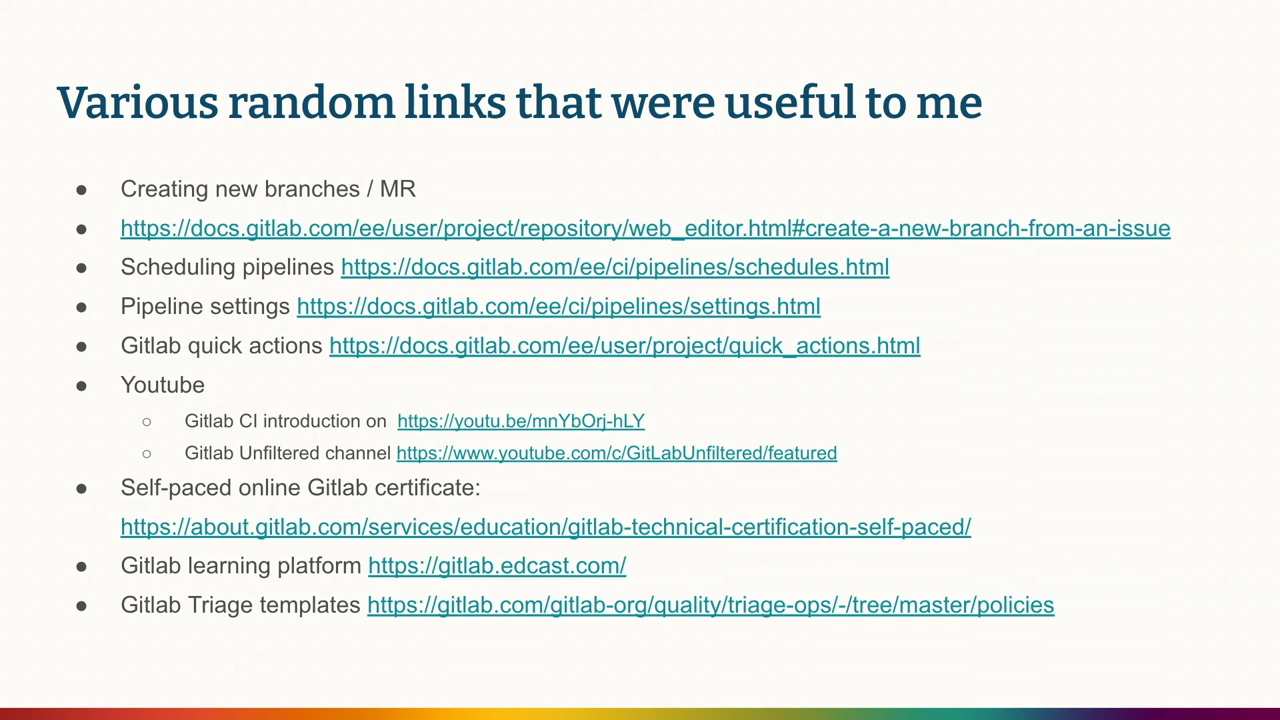 Various random links that were useful to me
● Creating new branches / MR
● https://docs.gitlab.com/ee/user/project/repository/web_editor.html#create-a-new-branch-from-an-issue
● Scheduling pipelines https://docs.gitlab.com/ee/ci/pipelines/schedules.html
● Pipeline settings https://docs.gitlab.com/ee/ci/pipelines/settings.html
● Gitlab quick actions https://docs.gitlab.com/ee/user/project/quick_actions.html
● Youtube
○ Gitlab CI introduction on https://youtu.be/mnYbOrj-hLY
○ Gitlab Unfiltered channel https://www.youtube.com/c/GitLabUnfiltered/featured
● Self-paced online Gitlab certificate:
https://about.gitlab.com/services/education/gitlab-technical-certification-self-paced/
● Gitlab learning platform https://gitlab.edcast.com/
● Gitlab Triage templates https://gitlab.com/gitlab-org/quality/triage-ops/-/tree/master/policies